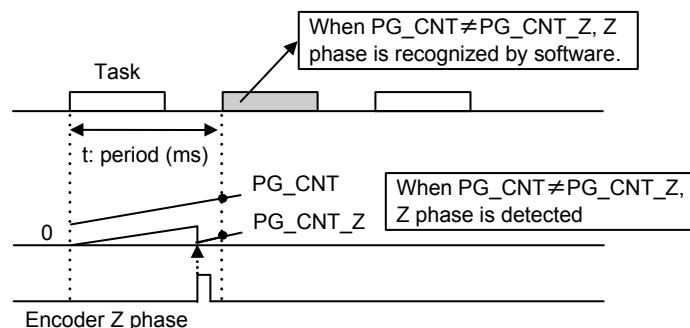 When PG_CNT≠PG_CNT_Z, Z
phase is recognized by software.
Task
t: period (ms)
PG_CNT
When PG_CNT≠PG_CNT_Z,
Z phase is detected
0
PG_CNT_Z
Encoder Z phase